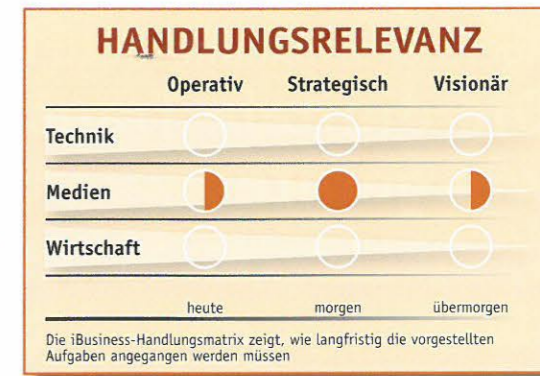 HANDLUNGSRELEVANZ
Operativ Strategisch Visionär
Technik
Medien
Wirtschaft
heute morgen übermorgen
Die iBusiness-Handlungsmatrix zeigt, wie langfristig die vorgestellten
Aufgaben angegangen werden müssen